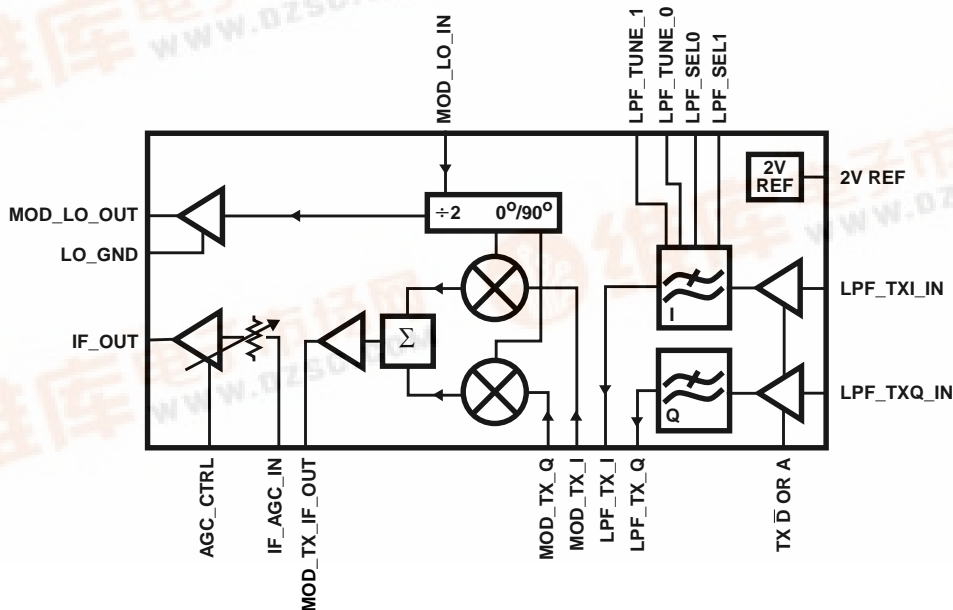 MOD_LO_IN
LPF_TUNE_1
LPF_TUNE_0
LPF_SEL0
LPF_SEL1
2V
REF
2V REF
÷2 0°/90°
MOD_LO_OUT
LO_GND
LPF_TXI_IN
I
IF_OUT
Σ
LPF_TXQ_IN
Q
AGC_CTRL
IF_AGC_IN
MOD_TX_IF_OUT
MOD_TX_Q
MOD_TX_I
LPF_TX_I
LPF_TX_Q
TX D̅ OR A